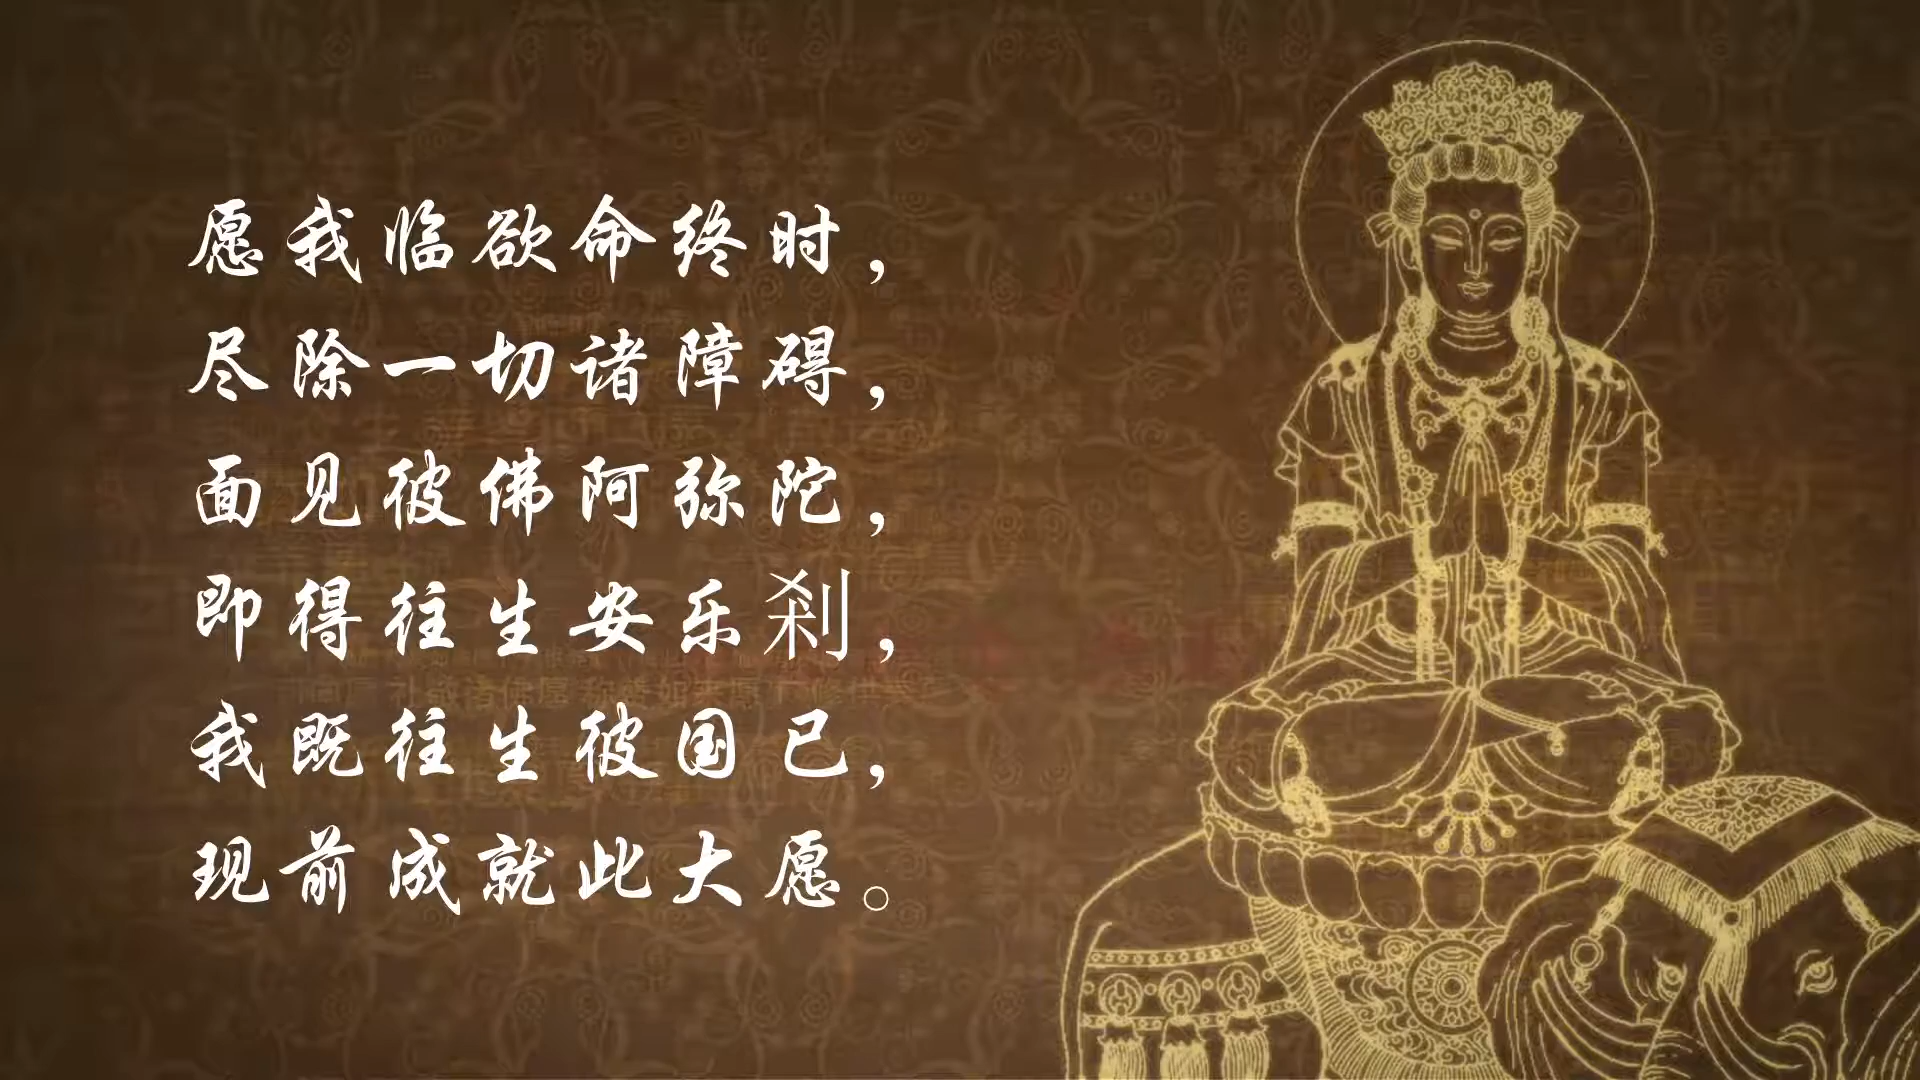 愿我临欲命终时，
尽除一切诸障碍，
面见彼佛阿弥陀，
即得往生安乐刹，
我既往生彼国已，
现前成就此大愿。